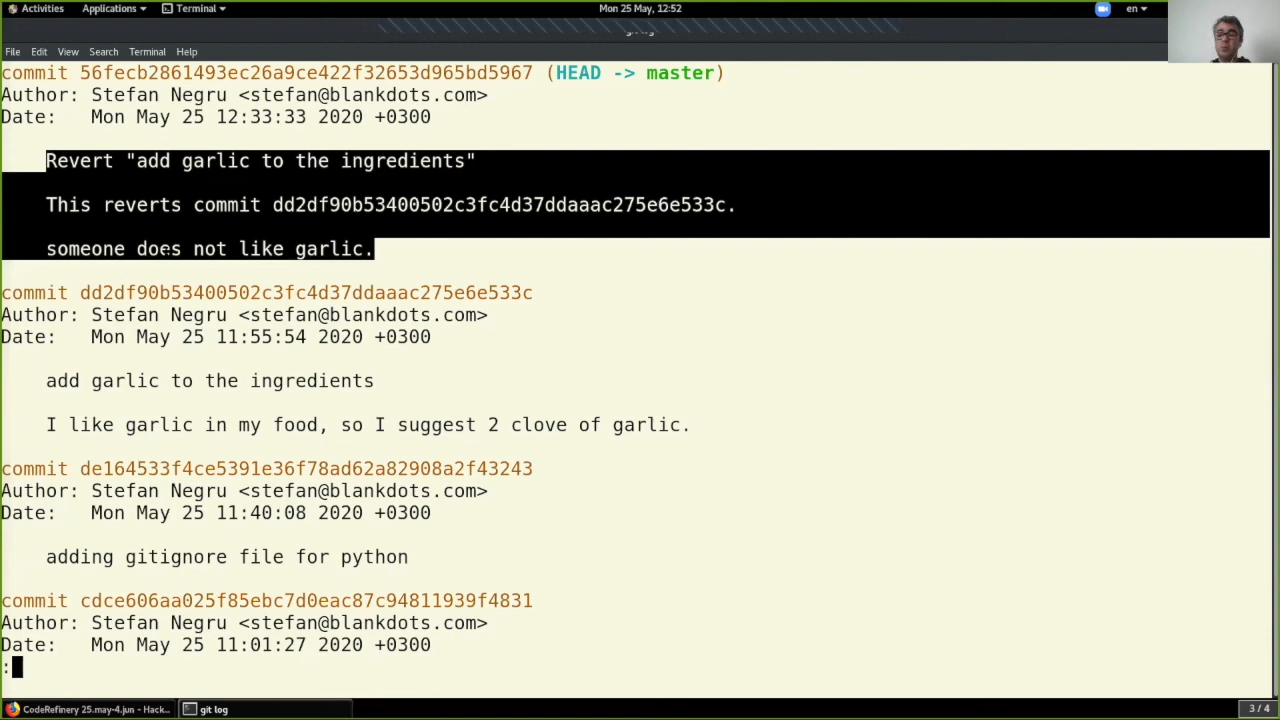 Activities Applications Terminal Mon 25 May, 12:52 en
File Edit View Search Terminal Help
commit 56fecb2861493ec26a9ce422f32653d965bd5967 (HEAD -> master)
Author: Stefan Negru <stefan@blankdots.com>
Date: Mon May 25 12:33:33 2020 +0300
Revert "add garlic to the ingredients"
This reverts commit dd2df90b53400502c3fc4d37ddaaac275e6e533c.
someone does not like garlic.
commit dd2df90b53400502c3fc4d37ddaaac275e6e533c
Author: Stefan Negru <stefan@blankdots.com>
Date: Mon May 25 11:55:54 2020 +0300
add garlic to the ingredients
I like garlic in my food, so I suggest 2 clove of garlic.
commit de164533f4ce5391e36f78ad62a82908a2f43243
Author: Stefan Negru <stefan@blankdots.com>
Date: Mon May 25 11:40:08 2020 +0300
adding gitignore file for python
commit cdce606aa025f85ebc7d0eac87c94811939f4831
Author: Stefan Negru <stefan@blankdots.com>
Date: Mon May 25 11:01:27 2020 +0300
:
CodeRefinery 25.may-4.jun - Hack... git log 3 / 4